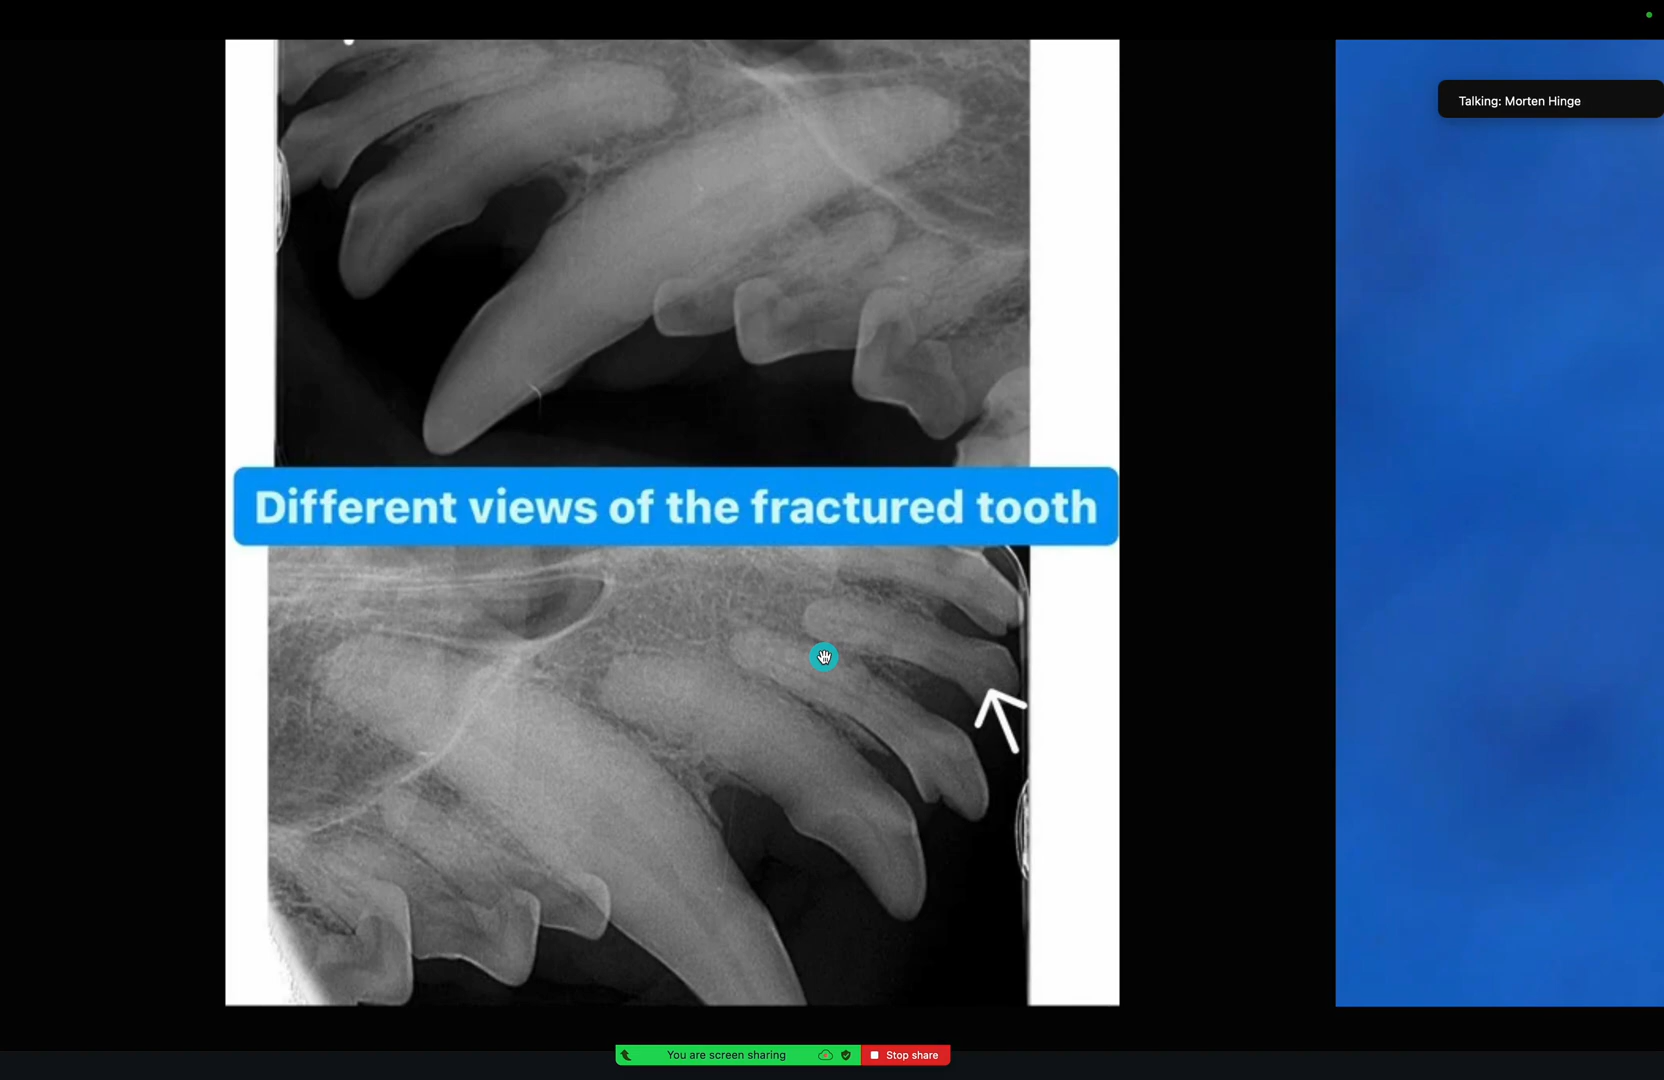 Talking: Morten Hinge
Different views of the fractured tooth
You are screen sharing
Stop share